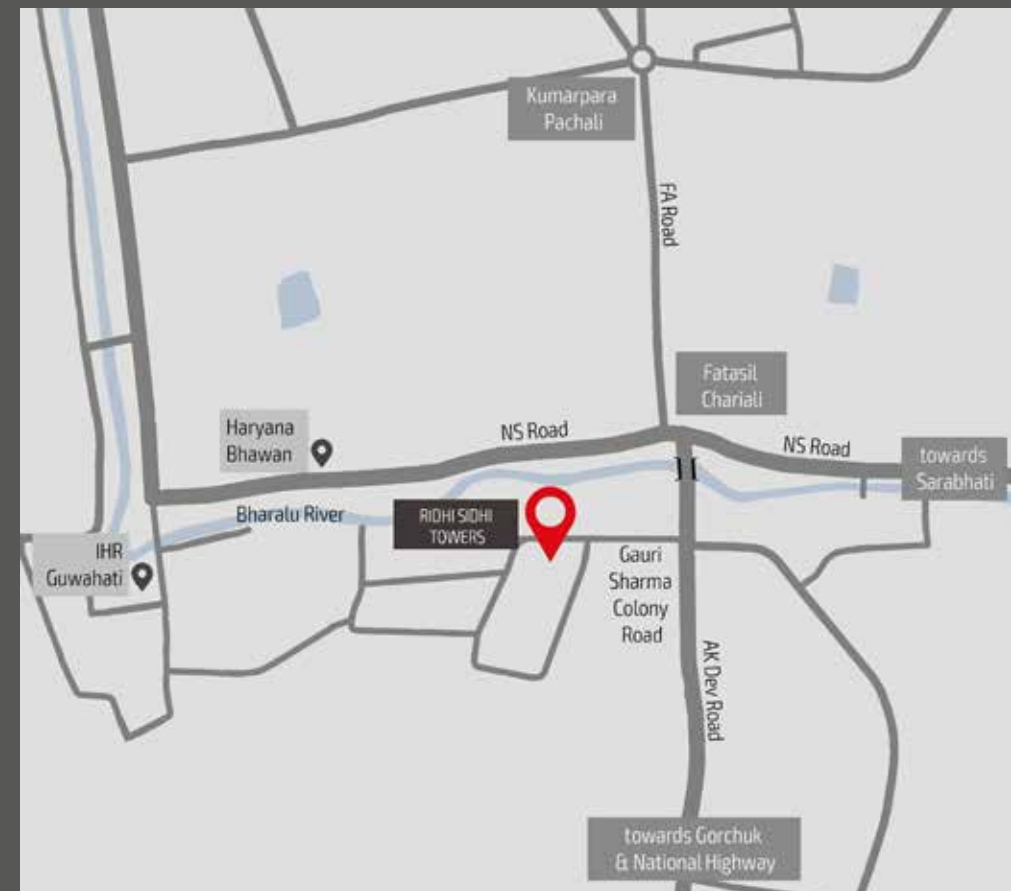 Kumarpara
Pachali
FA Road
Fatasil
Chariali
Haryana
Bhawan
NS Road
NS Road
towards
Sarabhati
Bharalu River
RIDHI SIDHI
TOWERS
IHR
Guwahati
Gauri
Sharma
Colony
Road
AK Dev Road
towards Gorchuk
& National Highway